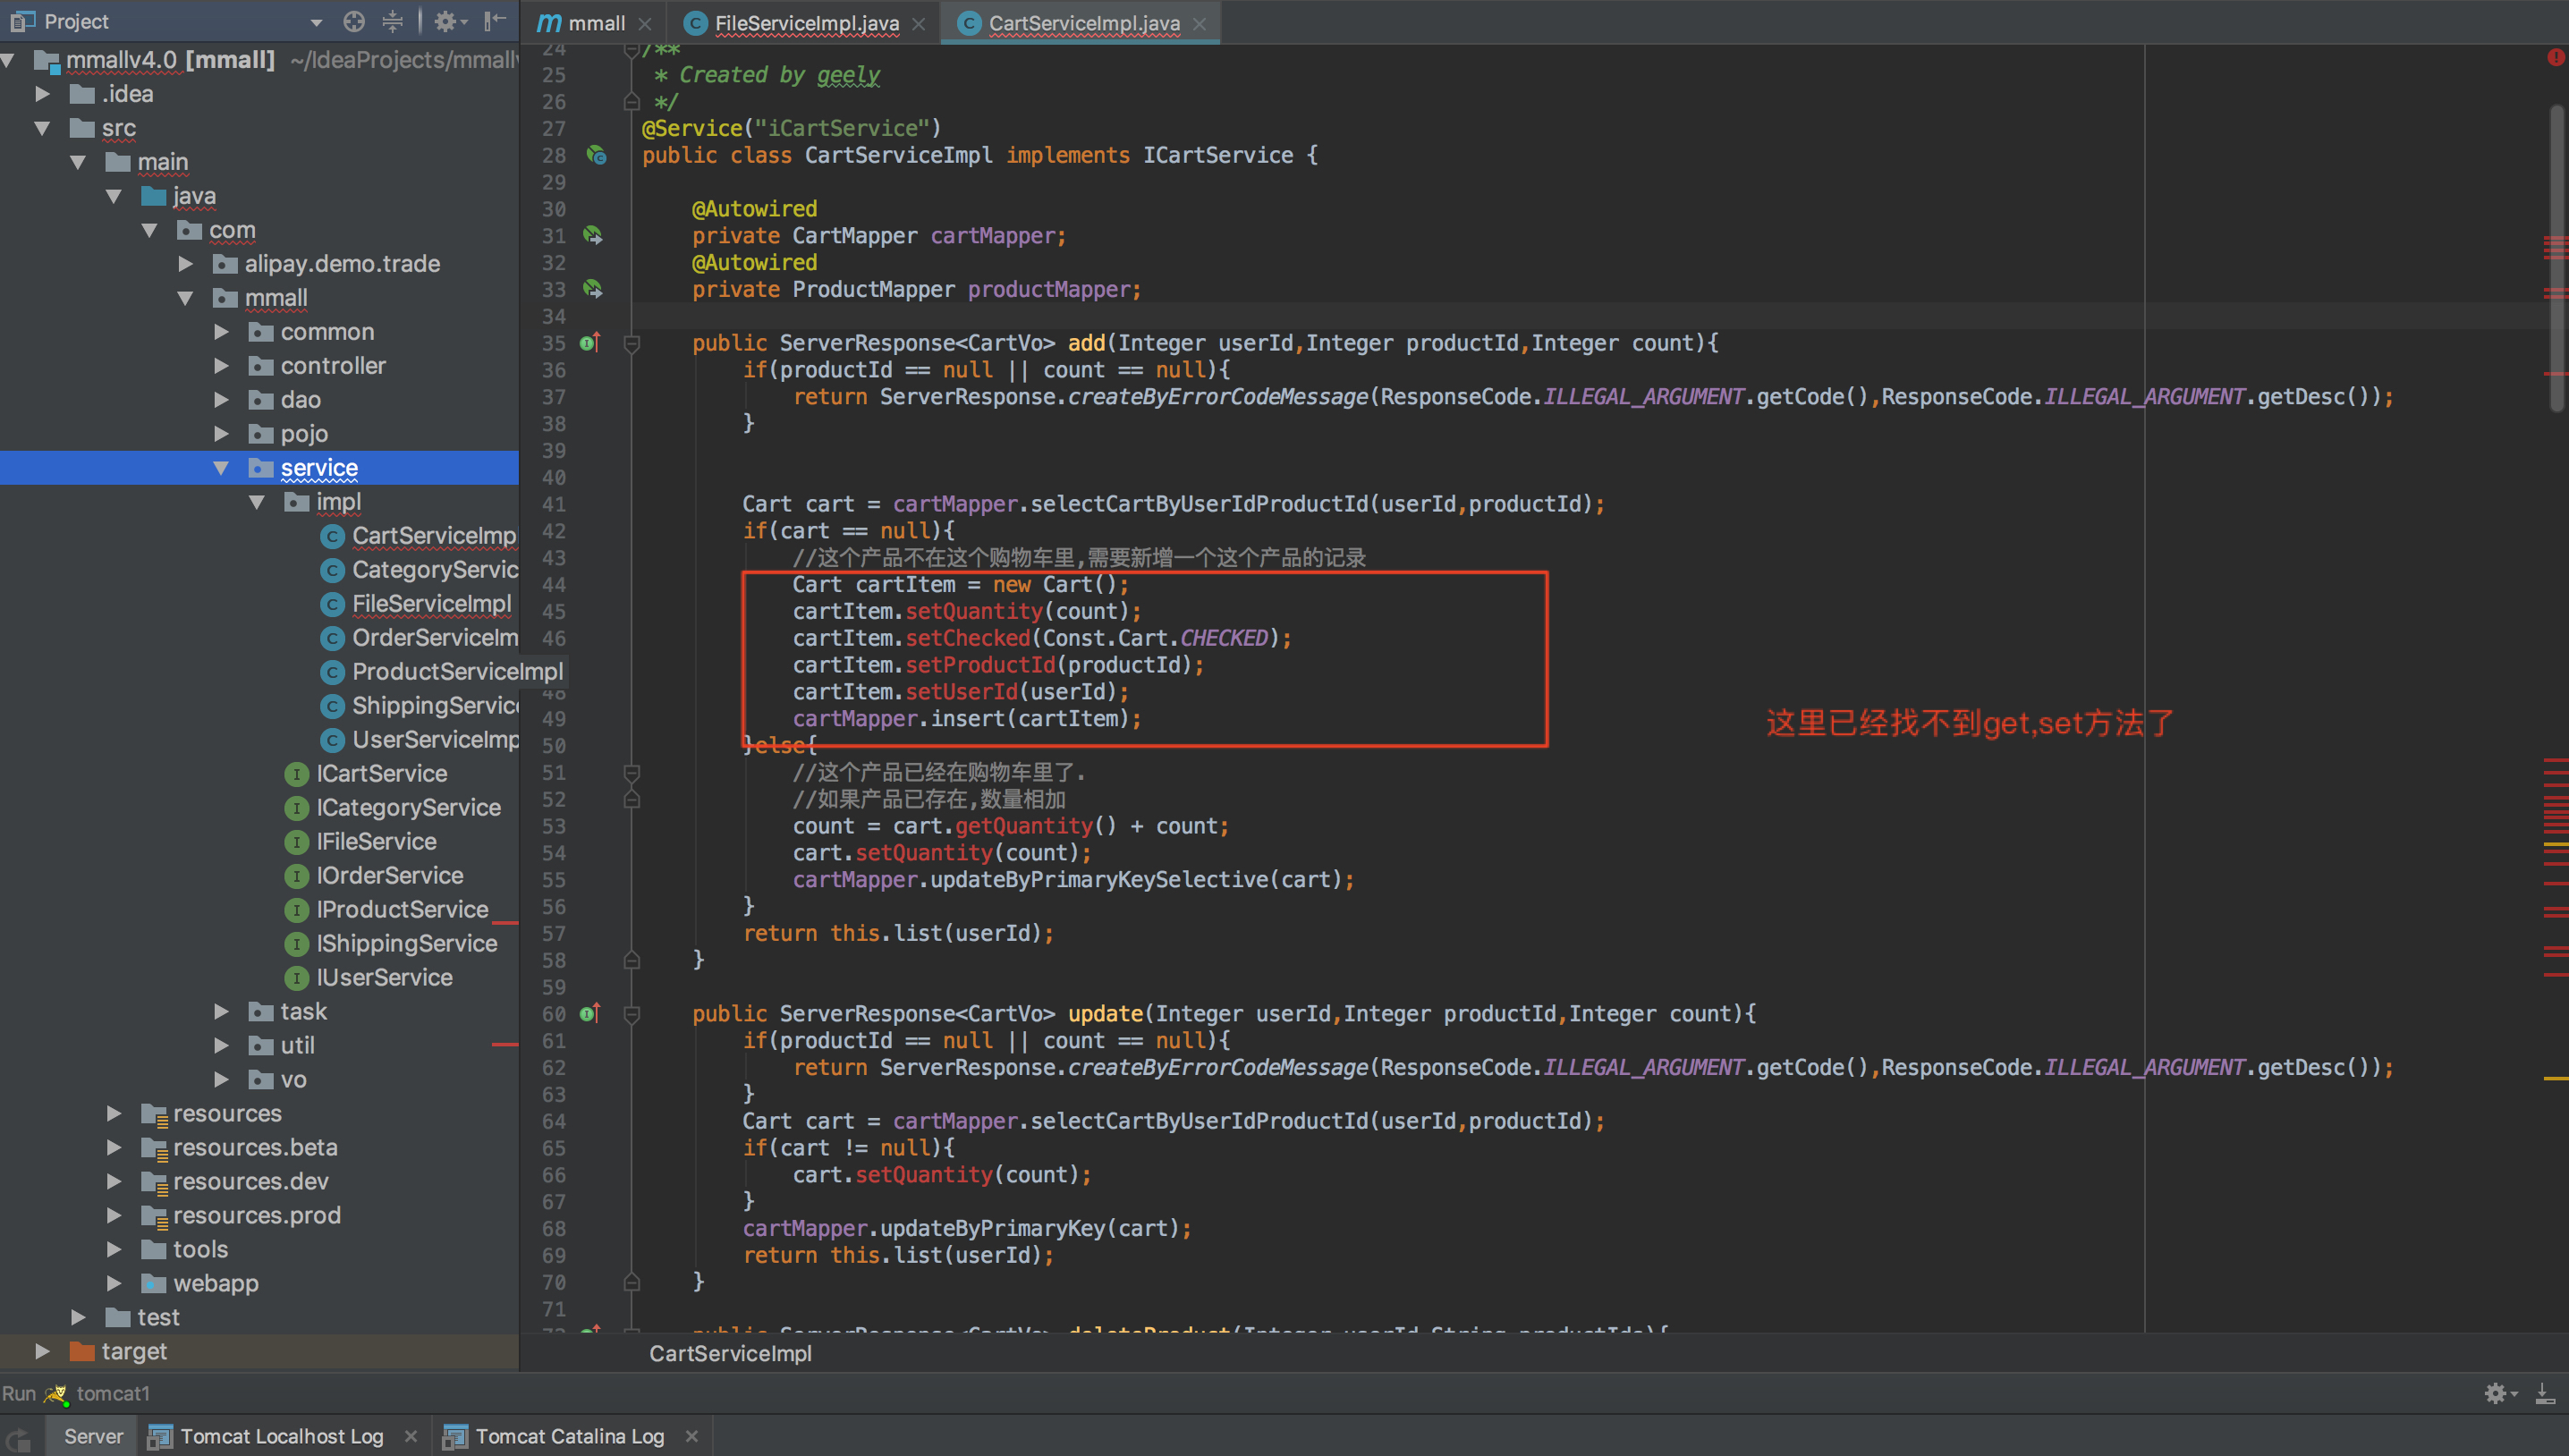 Project
mmall
FileServiceImpl.java
CartServiceImpl.java
mmallv4.0 [mmall] ~/IdeaProjects/mmallv
.idea
src
main
java
com
alipay.demo.trade
mmall
common
controller
dao
pojo
service
impl
CartServiceImpl
CategoryServic
FileServiceImpl
OrderServiceIm
ProductServiceImpl
ShippingService
UserServiceImp
ICartService
ICategoryService
IFileService
IOrderService
IProductService
IShippingService
IUserService
task
util
vo
resources
resources.beta
resources.dev
resources.prod
tools
webapp
test
target
24 /**
25 * Created by geely
26 */
27 @Service("iCartService")
28 public class CartServiceImpl implements ICartService {
29
30 @Autowired
31 private CartMapper cartMapper;
32 @Autowired
33 private ProductMapper productMapper;
34
35 public ServerResponse<CartVo> add(Integer userId,Integer productId,Integer count){
36 if(productId == null || count == null){
37 return ServerResponse.createByErrorCodeMessage(ResponseCode.ILLEGAL_ARGUMENT.getCode(),ResponseCode.ILLEGAL_ARGUMENT.getDesc());
38 }
39
40
41 Cart cart = cartMapper.selectCartByUserIdProductId(userId,productId);
42 if(cart == null){
43 //这个产品不在这个购物车里,需要新增一个这个产品的记录
44 Cart cartItem = new Cart();
45 cartItem.setQuantity(count);
46 cartItem.setChecked(Const.Cart.CHECKED);
cartItem.setProductId(productId);
48 cartItem.setUserId(userId);
49 cartMapper.insert(cartItem);
50 }else{
51 //这个产品已经在购物车里了.
52 //如果产品已存在,数量相加
53 count = cart.getQuantity() + count;
54 cart.setQuantity(count);
55 cartMapper.updateByPrimaryKeySelective(cart);
56 }
57 return this.list(userId);
58 }
59
60 public ServerResponse<CartVo> update(Integer userId,Integer productId,Integer count){
61 if(productId == null || count == null){
62 return ServerResponse.createByErrorCodeMessage(ResponseCode.ILLEGAL_ARGUMENT.getCode(),ResponseCode.ILLEGAL_ARGUMENT.getDesc());
63 }
64 Cart cart = cartMapper.selectCartByUserIdProductId(userId,productId);
65 if(cart != null){
66 cart.setQuantity(count);
67 }
68 cartMapper.updateByPrimaryKey(cart);
69 return this.list(userId);
70 }
71
72 public ServerResponse<CartVo> deleteProduct(Integer userId,String productIds){
这里已经找不到get,set方法了
CartServiceImpl
Run tomcat1
Server
Tomcat Localhost Log
Tomcat Catalina Log